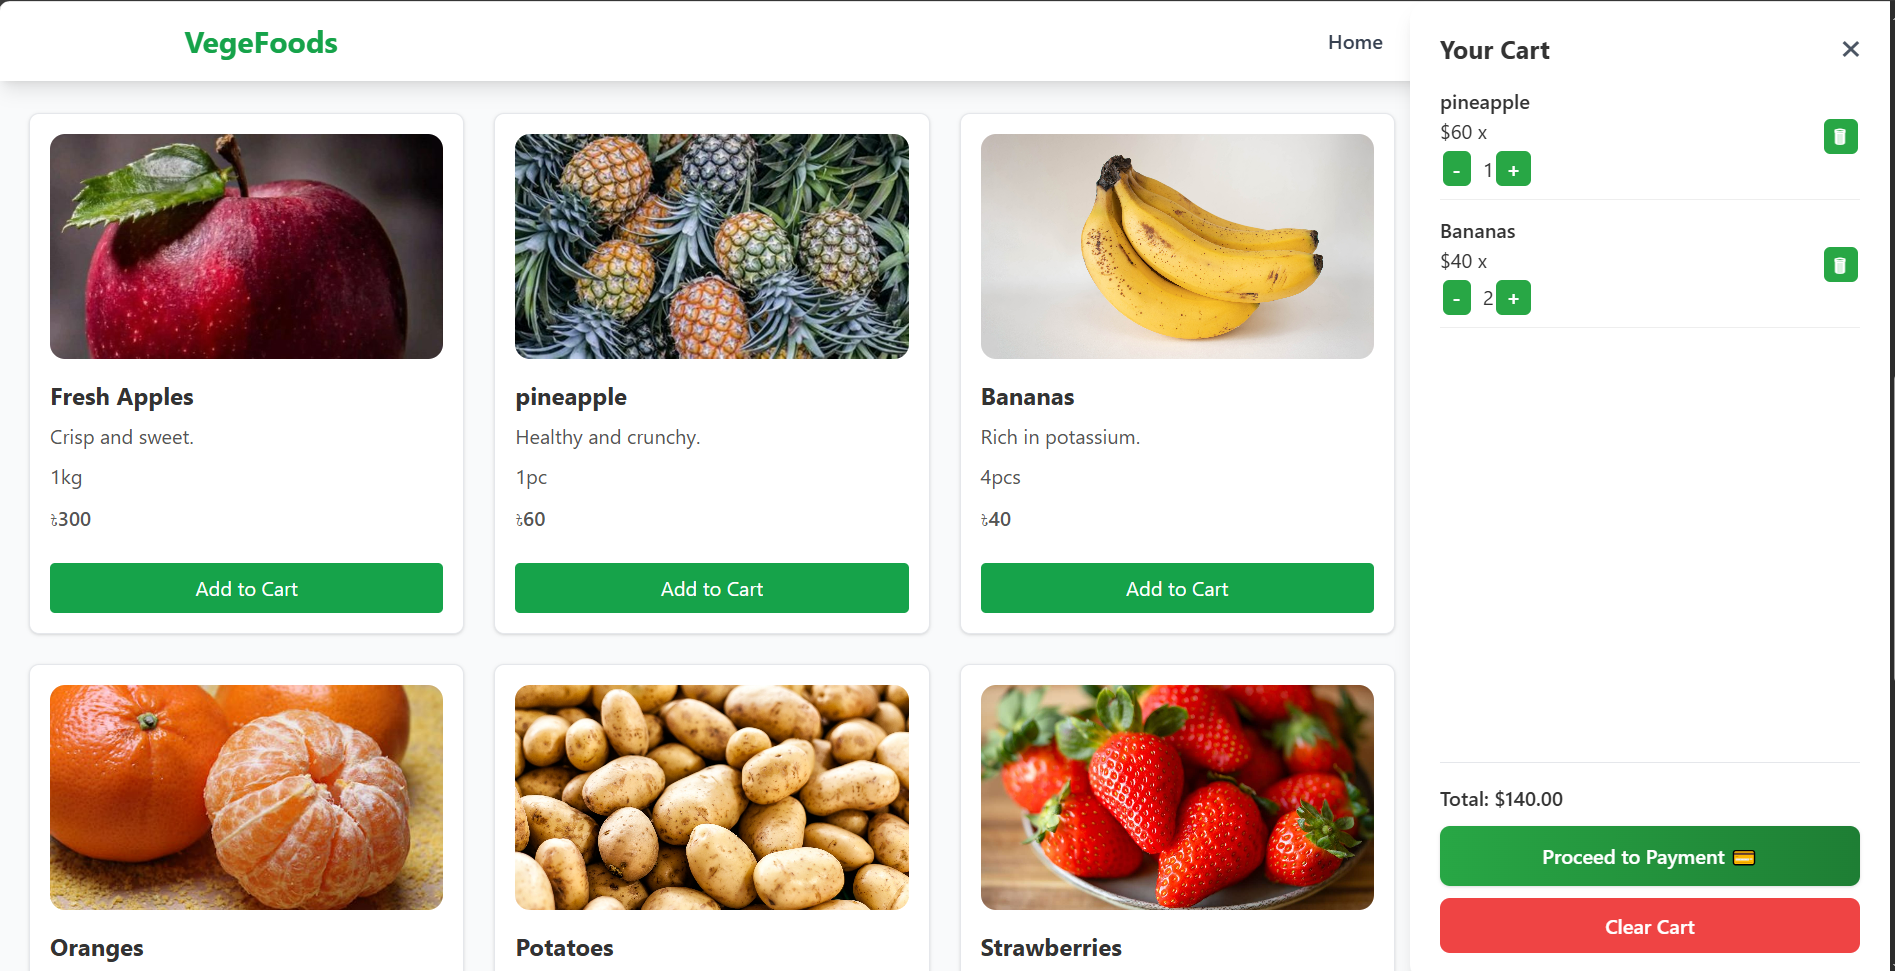 VegeFoods
Home
Fresh Apples
Crisp and sweet.
1kg
৳300
Add to Cart
pineapple
Healthy and crunchy.
1pc
৳60
Add to Cart
Bananas
Rich in potassium.
4pcs
৳40
Add to Cart
Oranges
Potatoes
Strawberries
Your Cart
✕
pineapple
$60 x
- 1 +
Bananas
$40 x
- 2 +
Total: $140.00
Proceed to Payment 💳
Clear Cart